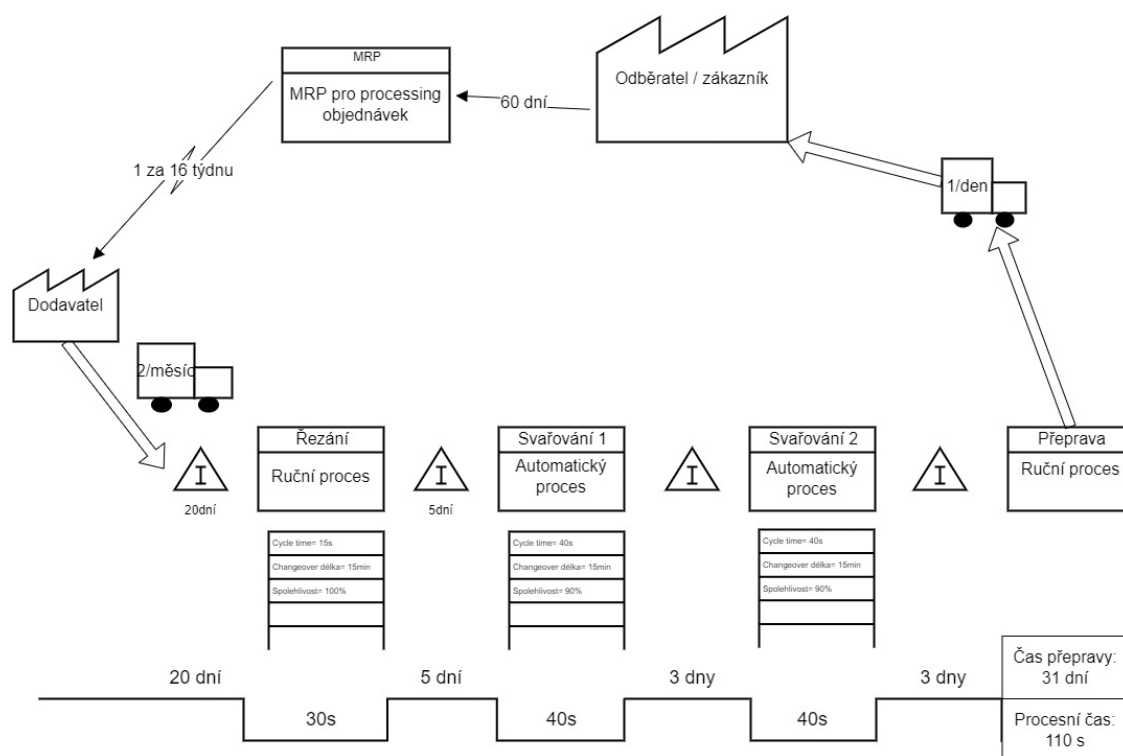 MRP
MRP pro processing
objednávek
60 dní
Odběratel / zákazník
1 za 16 týdnu
1/den
Dodavatel
2/měsíc
I
20dní
Řezání
Ruční proces
I
5dní
Svařování 1
Automatický
proces
I
Svařování 2
Automatický
proces
I
Přeprava
Ruční proces
Cycle time= 15s
Changeover délka= 15min
Spolehlivost= 100%
Cycle time= 40s
Changeover délka= 15min
Spolehlivost= 90%
Cycle time= 40s
Changeover délka= 15min
Spolehlivost= 90%
20 dní
30s
5 dní
40s
3 dny
40s
3 dny
Čas přepravy:
31 dní
Procesní čas:
110 s